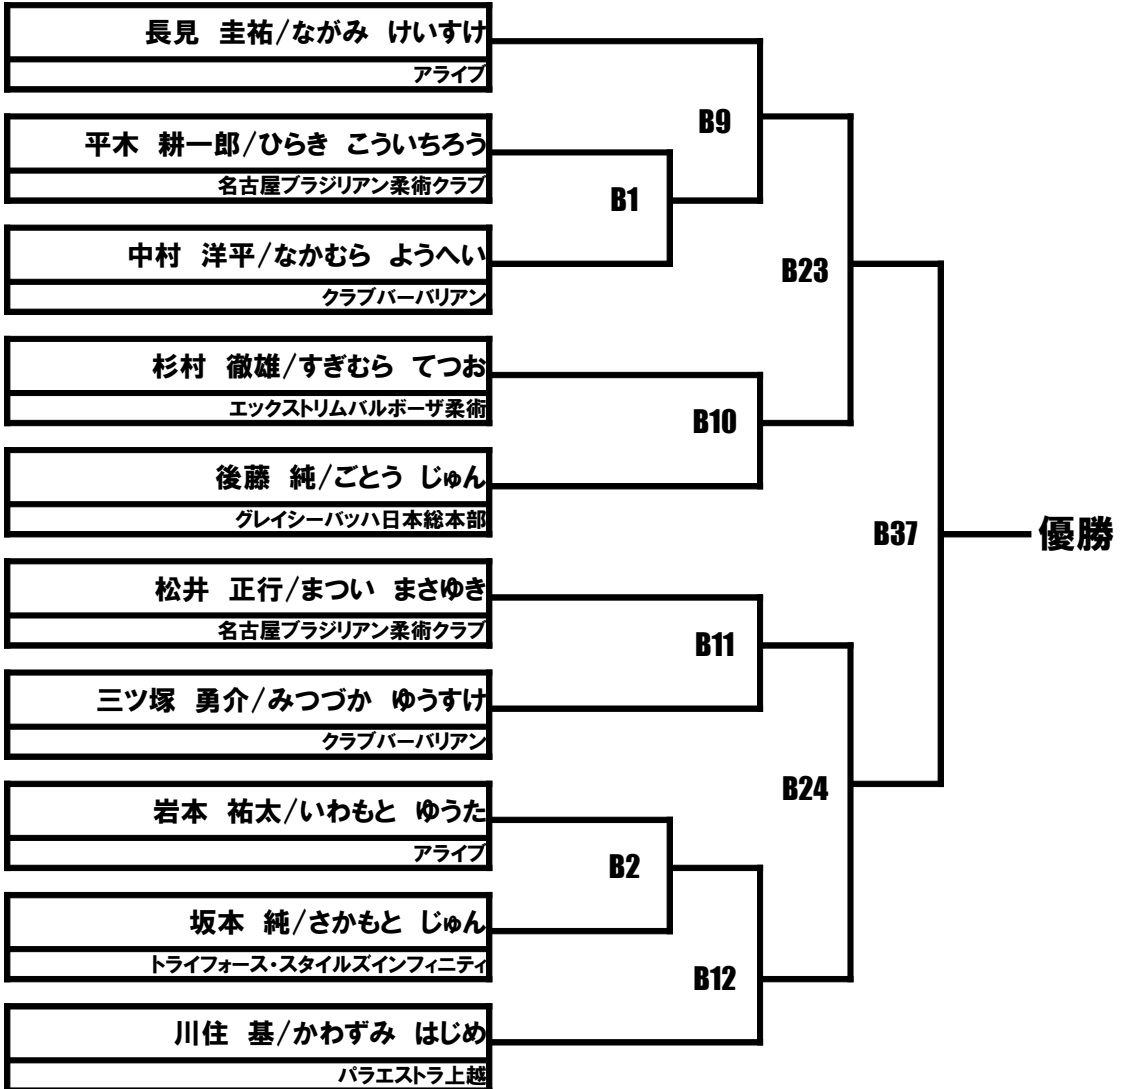 長見 圭祐/ながみ けいすけ
アライブ
B9
平木 耕一郎/ひらき こういちろう
名古屋ブラジリアン柔術クラブ
B1
中村 洋平/なかむら ようへい
クラブバーバリアン
B23
杉村 徹雄/すぎむら てつお
エックストリムバルボーザ柔術
B10
後藤 純/ごとう じゅん
グレイシーバッハ日本総本部
B37
優勝
松井 正行/まつい まさゆき
名古屋ブラジリアン柔術クラブ
B11
三ツ塚 勇介/みつづか ゆうすけ
クラブバーバリアン
B24
岩本 祐太/いわもと ゆうた
アライブ
B2
坂本 純/さかもと じゅん
トライフォース・スタイルズインフィニティ
B12
川住 基/かわずみ はじめ
パラエストラ上越